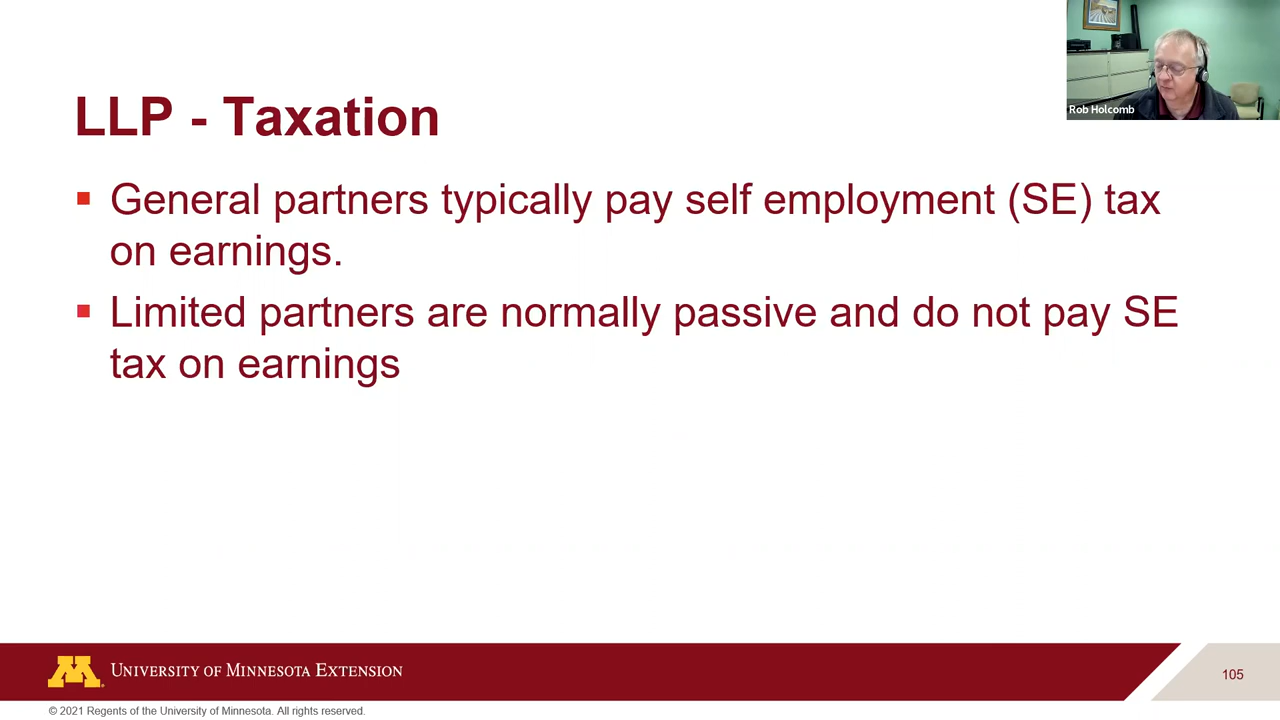 Rob Holcomb
LLP - Taxation
▪ General partners typically pay self employment (SE) tax
on earnings.
▪ Limited partners are normally passive and do not pay SE
tax on earnings
UNIVERSITY OF MINNESOTA EXTENSION
105
© 2021 Regents of the University of Minnesota. All rights reserved.